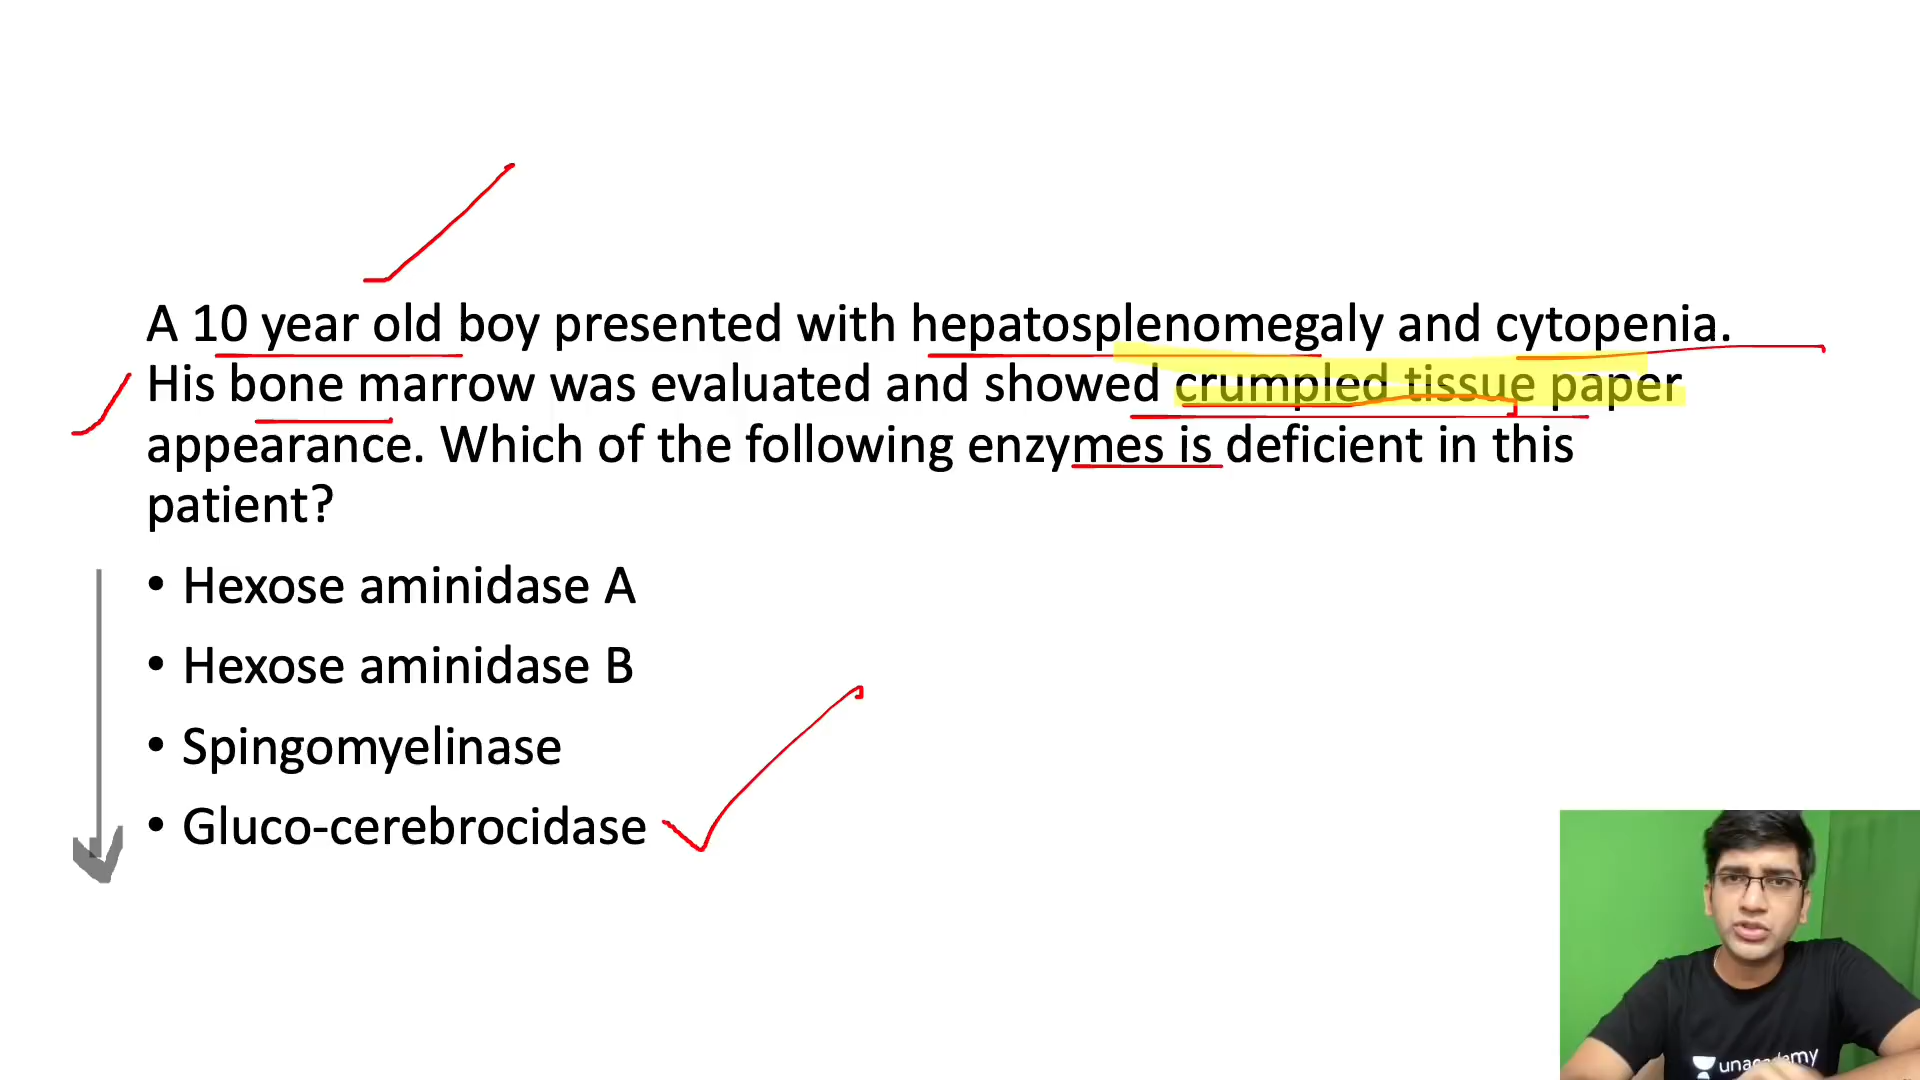 A 10 year old boy presented with hepatosplenomegaly and cytopenia.
His bone marrow was evaluated and showed crumpled tissue paper
appearance. Which of the following enzymes is deficient in this
patient?
• Hexose aminidase A
• Hexose aminidase B
• Spingomyelinase
• Gluco-cerebrocidase
unacademy